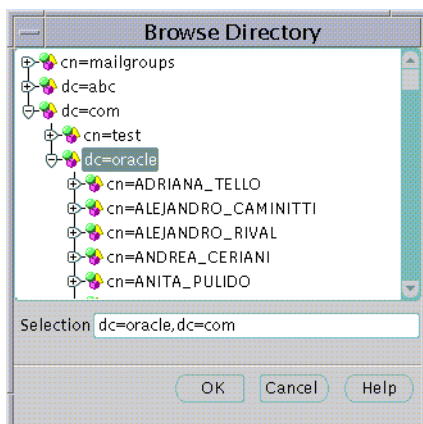 Browse Directory
cn=mailgroups
dc=abc
dc=com
cn=test
dc=oracle
cn=ADRIANA_TELLO
cn=ALEJANDRO_CAMINITTI
cn=ALEJANDRO_RIVAL
cn=ANDREA_CERIANI
cn=ANITA_PULIDO
Selection dc=oracle,dc=com
OK Cancel Help